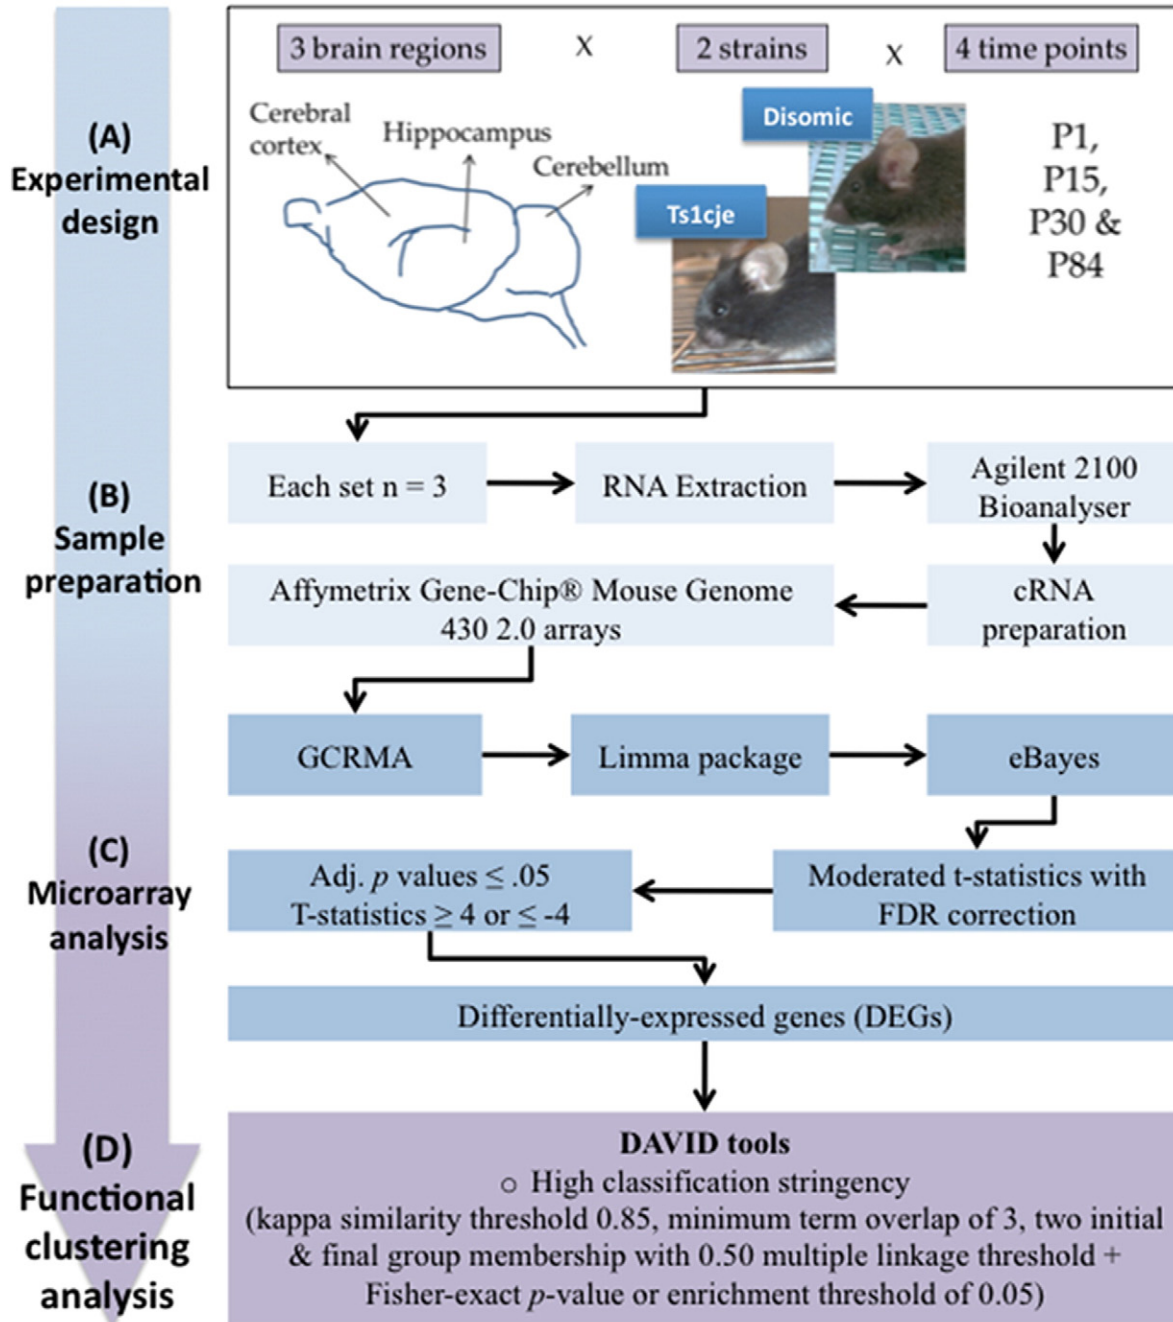 3 brain regions X 2 strains X 4 time points
(A)
Experimental
design
Cerebral
cortex
Hippocampus
Cerebellum
Disomic
Ts1cje
P1,
P15,
P30 &
P84
(B)
Sample
preparation
Each set n = 3
RNA Extraction
Agilent 2100
Bioanalyser
cRNA
preparation
Affymetrix Gene-Chip® Mouse Genome
430 2.0 arrays
(C)
Microarray
analysis
GCRMA
Limma package
eBayes
Moderated t-statistics with
FDR correction
Adj. p values ≤ .05
T-statistics ≥ 4 or ≤ -4
Differentially-expressed genes (DEGs)
(D)
Functional
clustering
analysis
DAVID tools
○ High classification stringency
(kappa similarity threshold 0.85, minimum term overlap of 3, two initial
& final group membership with 0.50 multiple linkage threshold +
Fisher-exact p-value or enrichment threshold of 0.05)